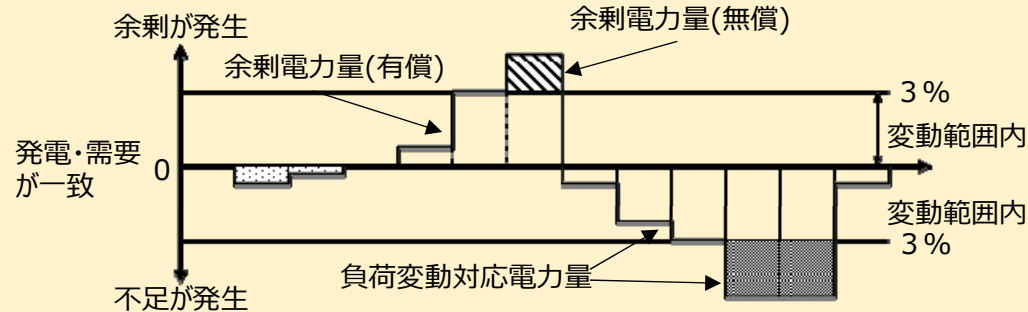 余剰が発生
余剰電力量(無償)
余剰電力量(有償)
3%
変動範囲内
発電・需要
が一致
0
変動範囲内
3%
負荷変動対応電力量
不足が発生